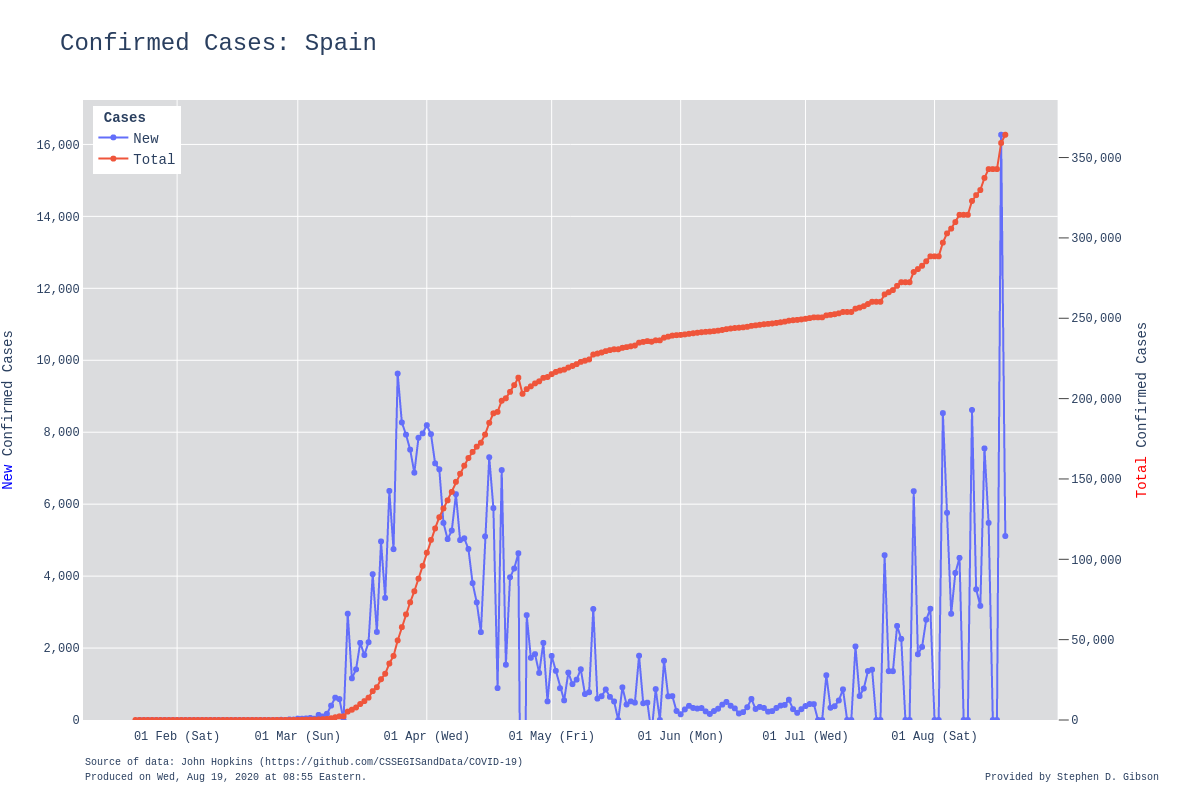 Confirmed Cases: Spain
Cases
New
Total
16,000
14,000
12,000
10,000
8,000
6,000
4,000
2,000
0
New Confirmed Cases
350,000
300,000
250,000
200,000
150,000
100,000
50,000
0
Total Confirmed Cases
01 Feb (Sat) 01 Mar (Sun) 01 Apr (Wed) 01 May (Fri) 01 Jun (Mon) 01 Jul (Wed) 01 Aug (Sat)
Source of data: John Hopkins (https://github.com/CSSEGISandData/COVID-19)
Produced on Wed, Aug 19, 2020 at 08:55 Eastern.
Provided by Stephen D. Gibson